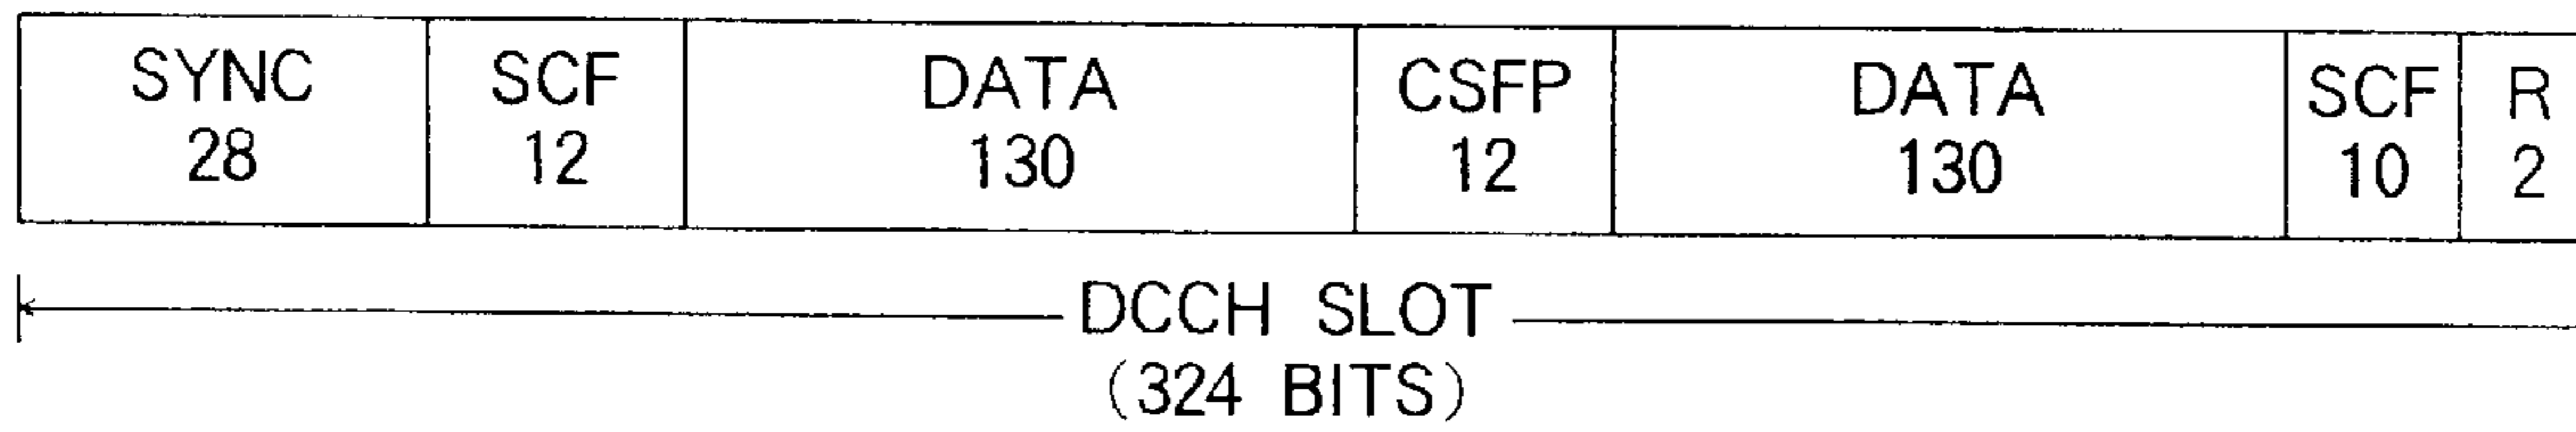 SYNC SCF DATA CSFP DATA SCF R
28 12 130 12 130 10 2
DCCH SLOT
(324 BITS)